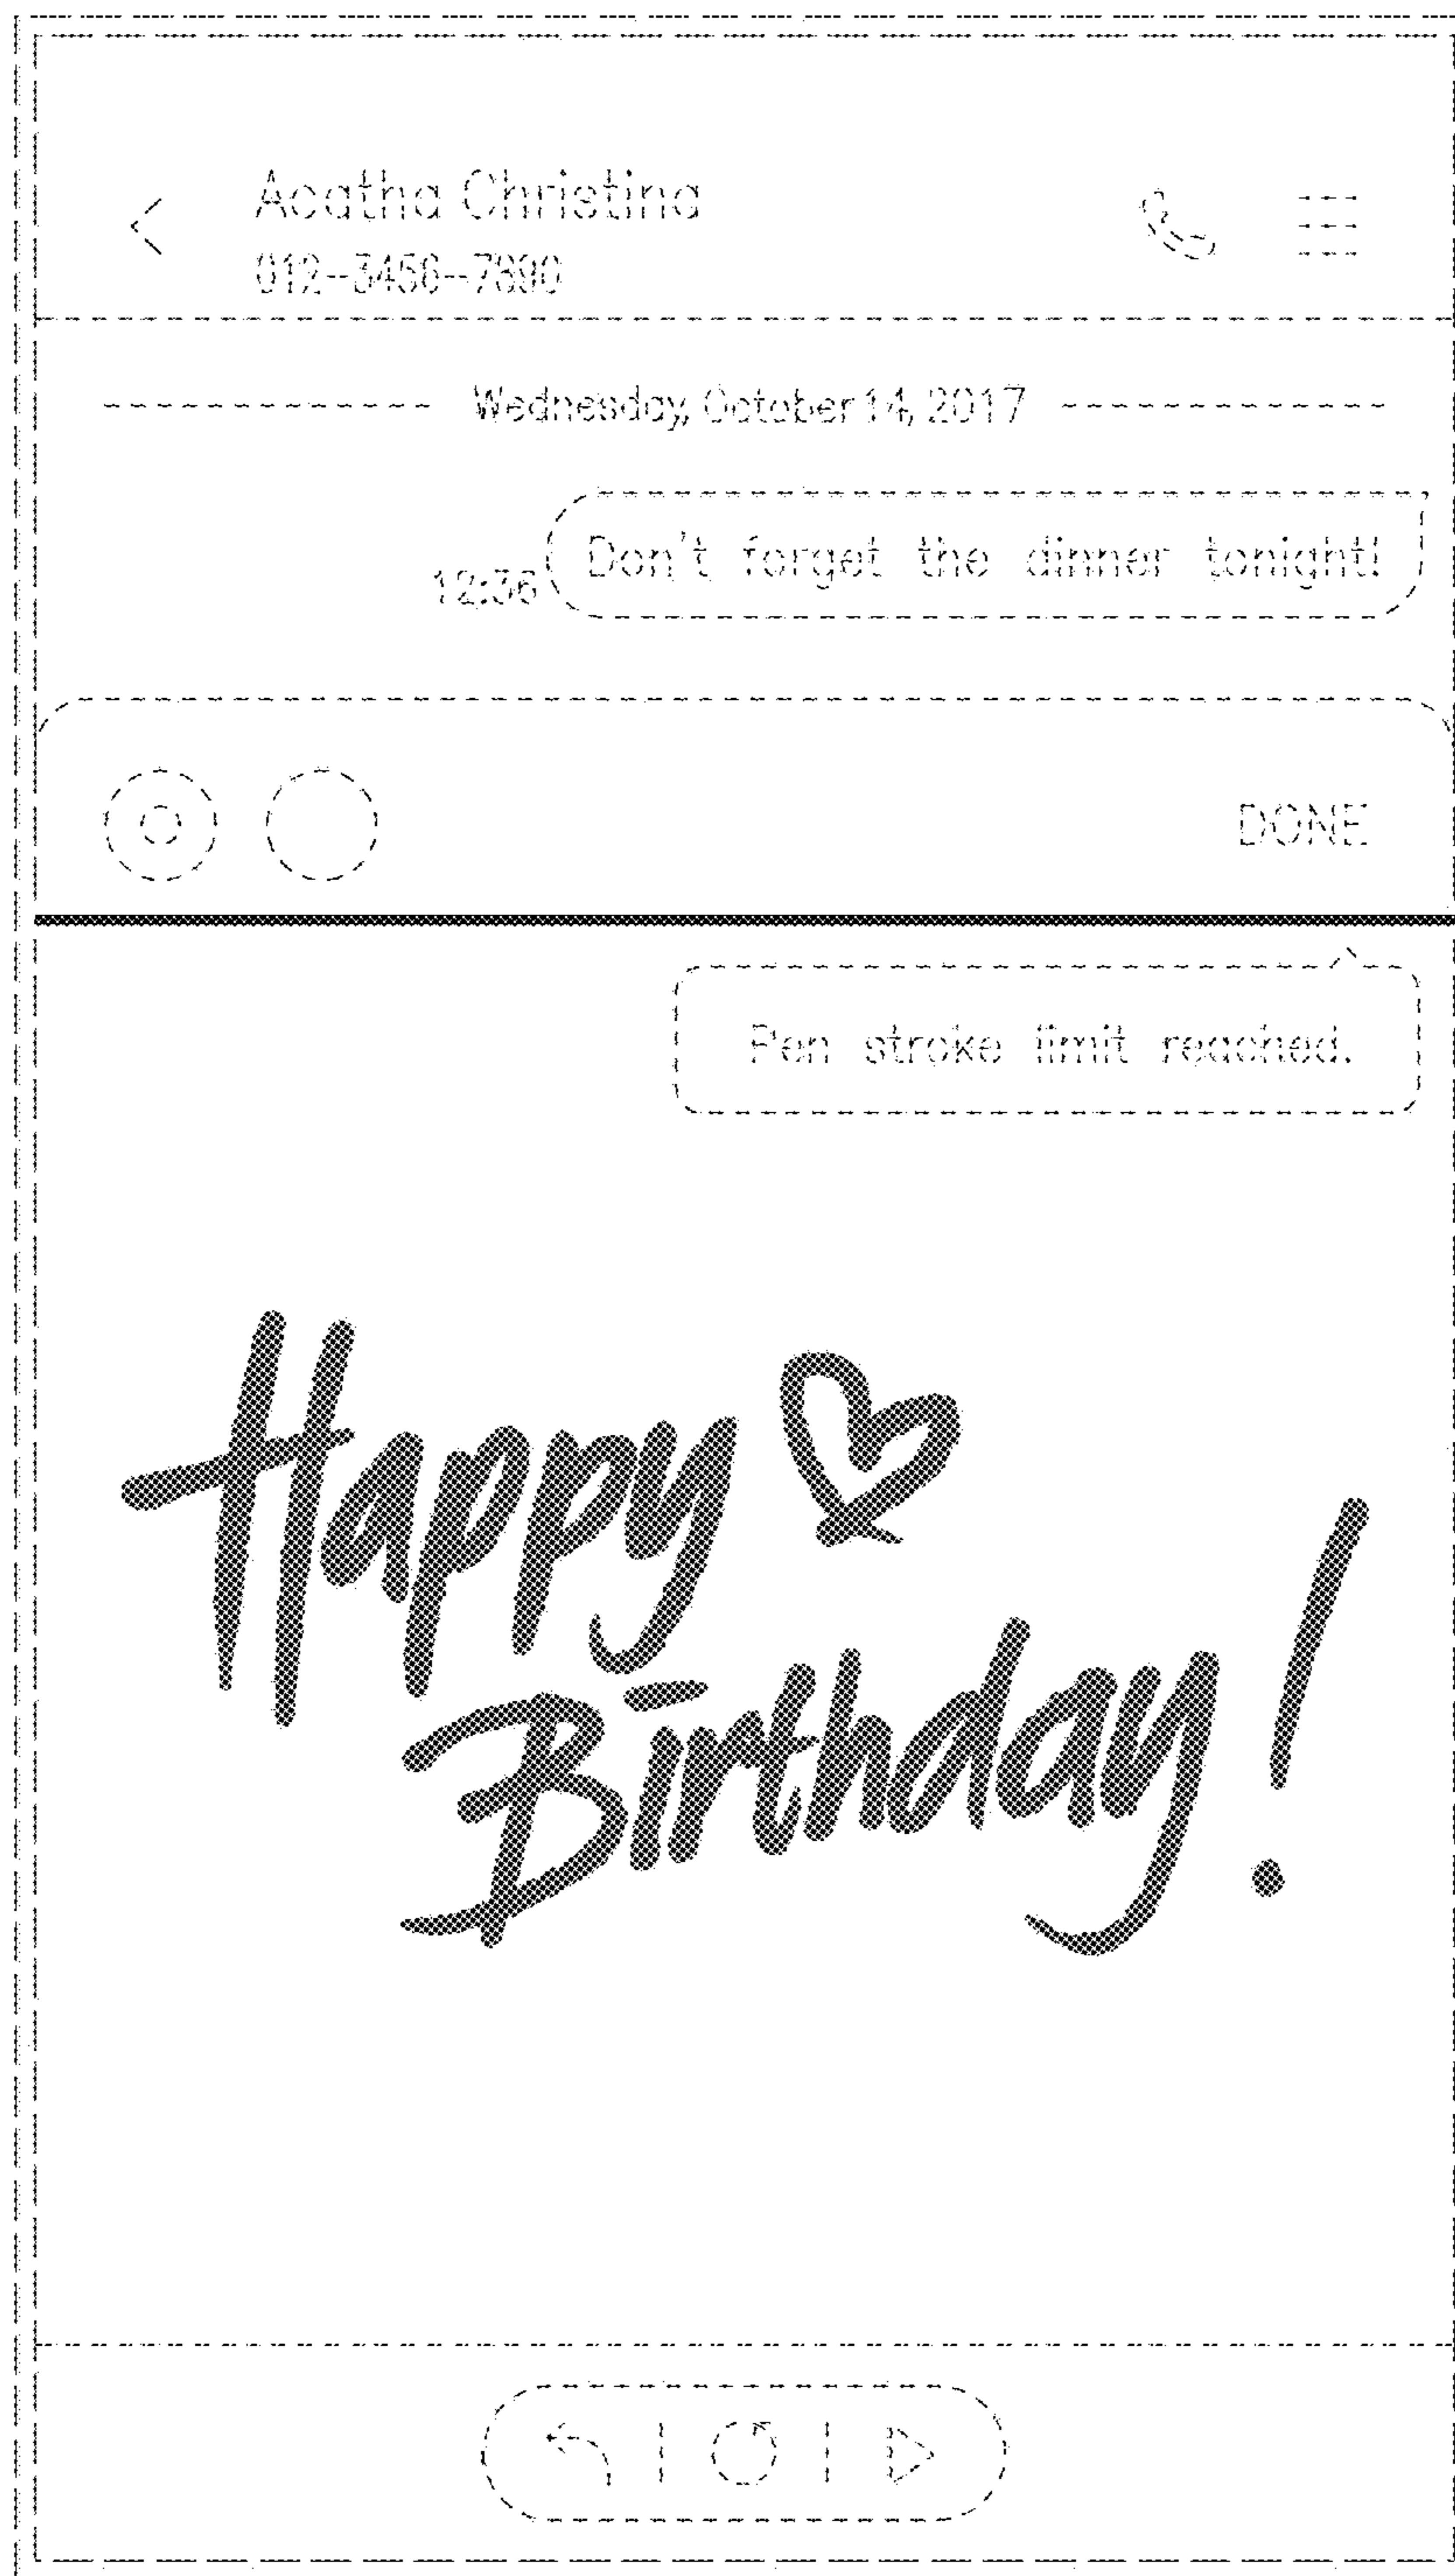 Acatha Christina
012-3456-7890
Wednesday, October 14, 2017
Don't forget the dinner tonight!
12:36
DONE
Pen stroke limit reached.
Happy
Birthday!